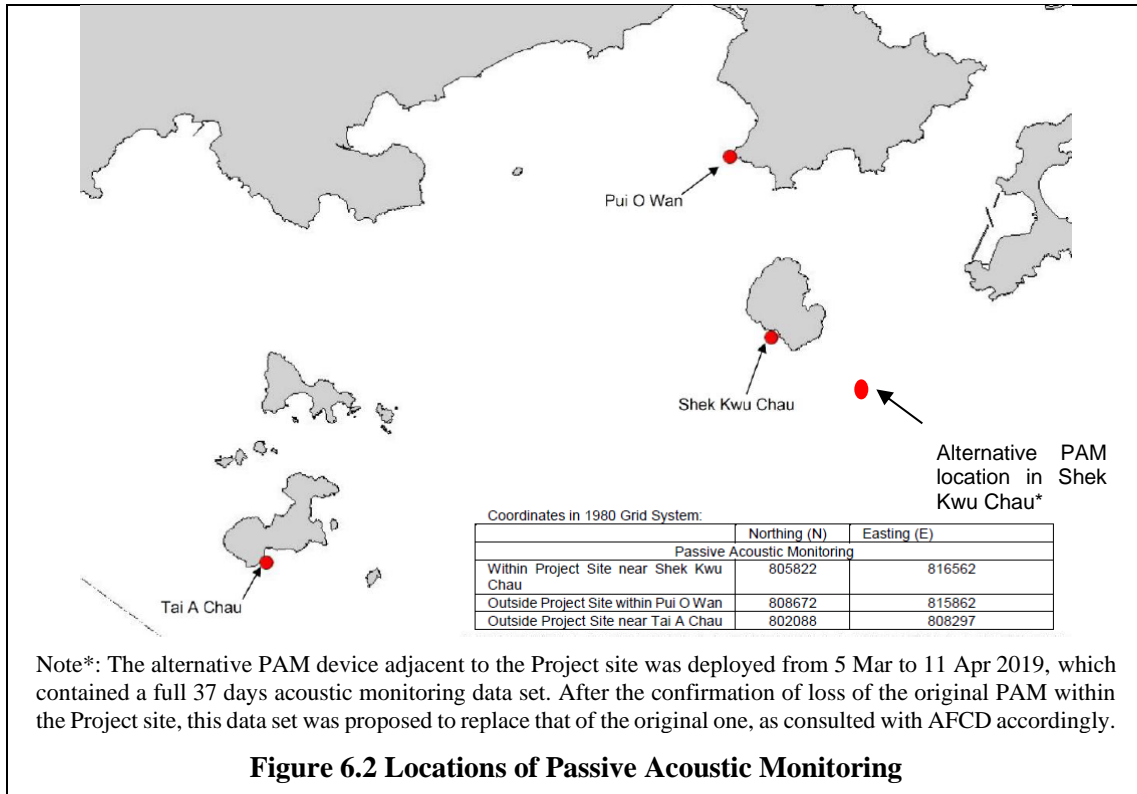 Pui O Wan
Shek Kwu Chau
Alternative PAM
location in Shek
Kwu Chau*
Tai A Chau
Coordinates in 1980 Grid System:
Northing (N) Easting (E)
Passive Acoustic Monitoring
Within Project Site near Shek Kwu
Chau 805822 816562
Outside Project Site within Pui O Wan 808672 815862
Outside Project Site near Tai A Chau 802088 808297
Note*: The alternative PAM device adjacent to the Project site was deployed from 5 Mar to 11 Apr 2019, which
contained a full 37 days acoustic monitoring data set. After the confirmation of loss of the original PAM within
the Project site, this data set was proposed to replace that of the original one, as consulted with AFCD accordingly.
Figure 6.2 Locations of Passive Acoustic Monitoring